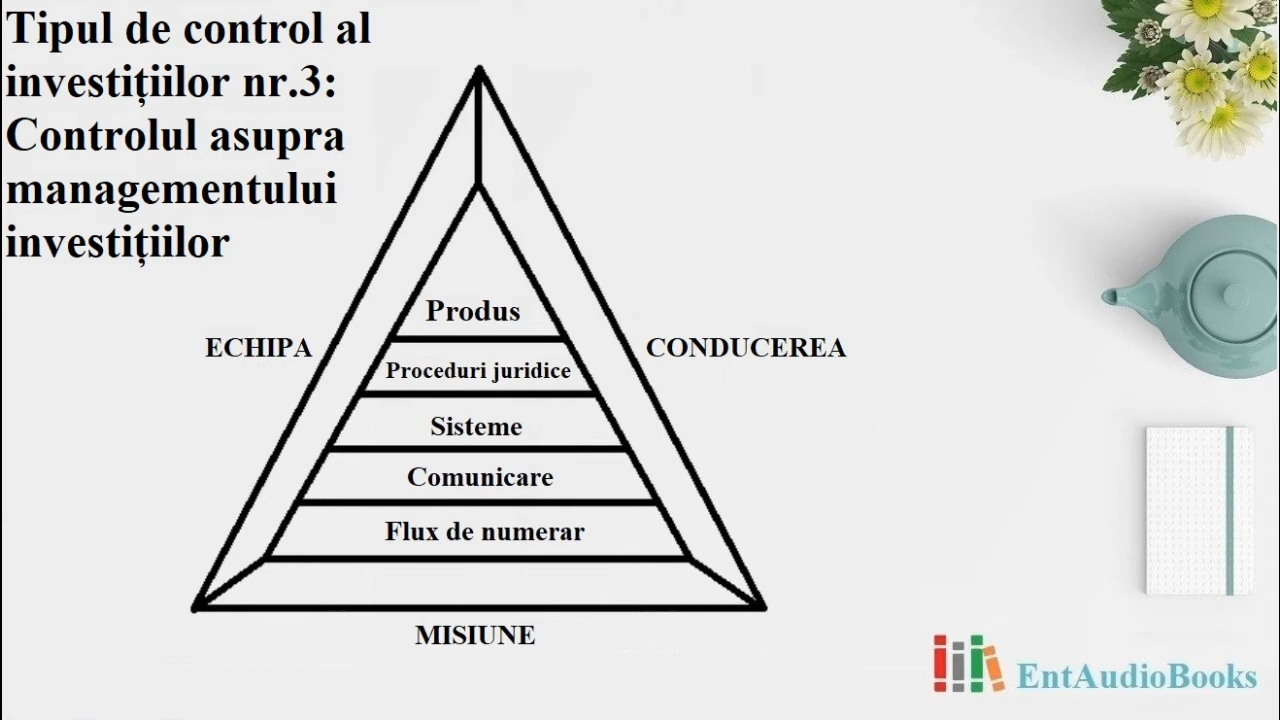 Tipul de control al
investițiilor nr.3:
Controlul asupra
managementului
investițiilor
Produs
ECHIPA
CONDUCEREA
Proceduri juridice
Sisteme
Comunicare
Flux de numerar
MISIUNE
EntAudioBooks